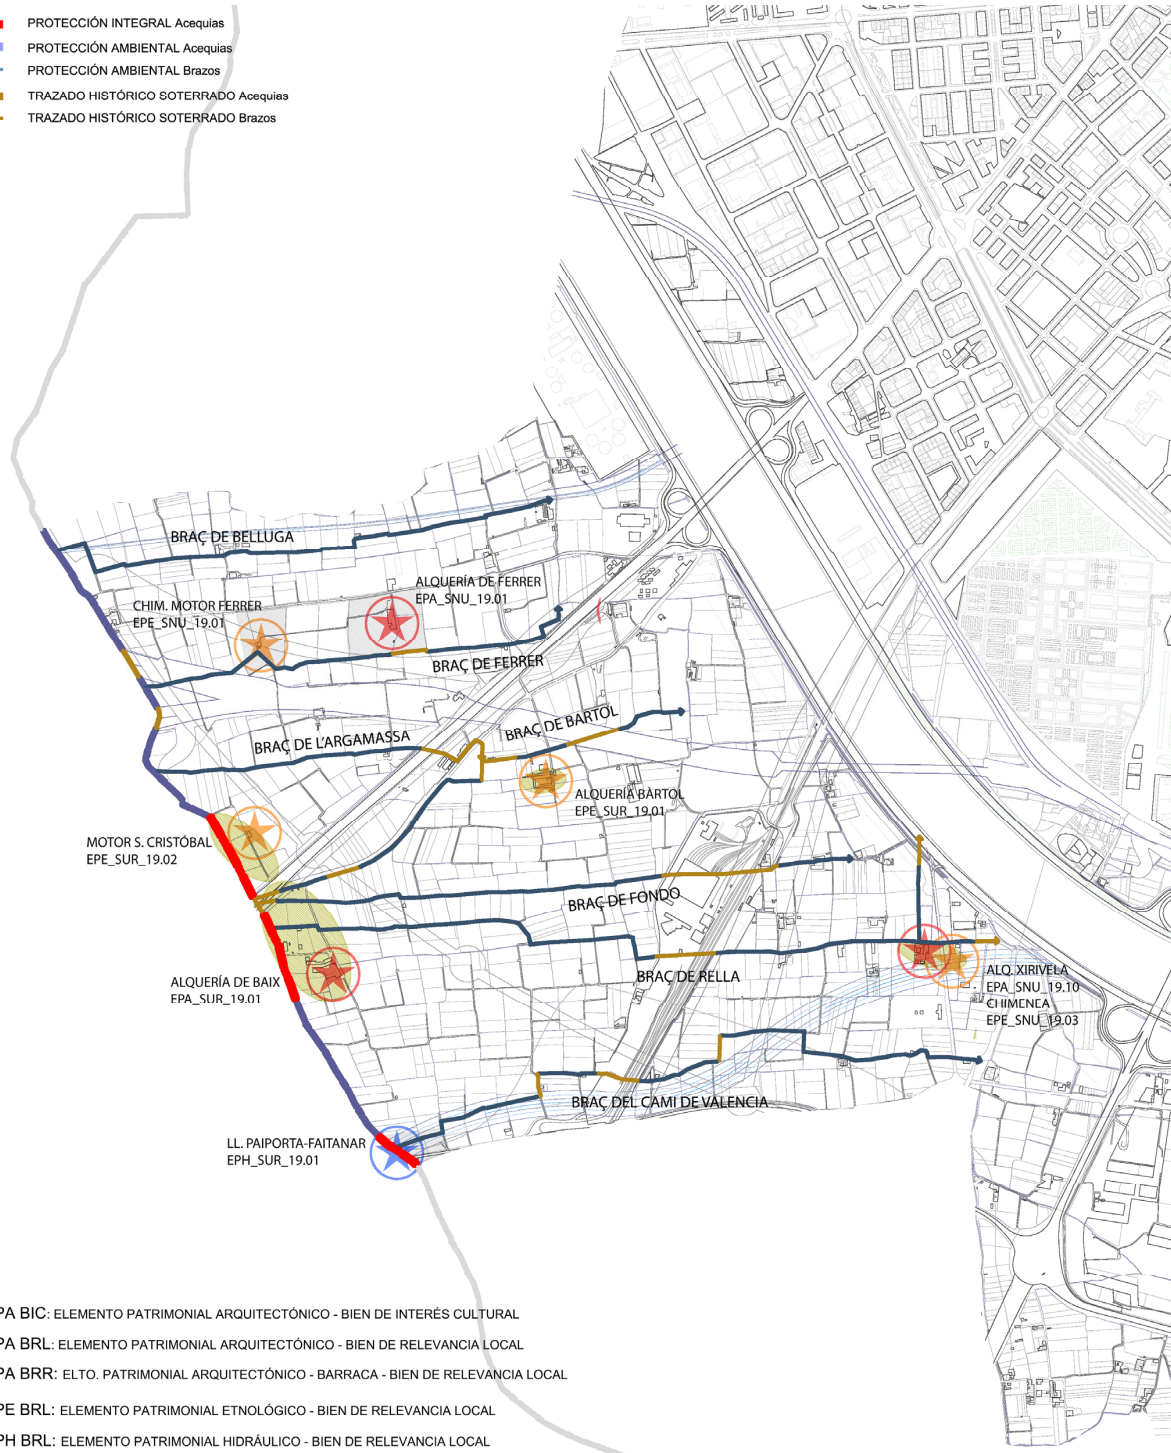 PROTECCIÓN INTEGRAL Acequias
PROTECCIÓN AMBIENTAL Acequias
PROTECCIÓN AMBIENTAL Brazos
TRAZADO HISTÓRICO SOTERRADO Acequias
TRAZADO HISTÓRICO SOTERRADO Brazos
BRAÇ DE BELLUGA
ALQUERÍA DE FERRER
EPA_SNU_19.01
CHIM. MOTOR FERRER
EPE_SNU_19.01
BRAÇ DE FERRER
BRAÇ DE BARTOL
BRAÇ DE L'ARGAMASSA
ALQUERÍA BARTOL
EPE_SUR_19.01
MOTOR S. CRISTÓBAL
EPE_SUR_19.02
BRAÇ DE FONDO
BRAÇ DE RELLA
ALQUERÍA DE BAIX
EPA_SUR_19.01
ALQ. XIRIVELA
EPA_SNU_19.10
CHIMENEA
EPE_SNU_19.03
BRAÇ DEL CAMI DE VALENCIA
LL. PAIPORTA-FAITANAR
EPH_SUR_19.01
PA BIC: ELEMENTO PATRIMONIAL ARQUITECTÓNICO - BIEN DE INTERÉS CULTURAL
PA BRL: ELEMENTO PATRIMONIAL ARQUITECTÓNICO - BIEN DE RELEVANCIA LOCAL
PA BRR: ELTO. PATRIMONIAL ARQUITECTÓNICO - BARRACA - BIEN DE RELEVANCIA LOCAL
PE BRL: ELEMENTO PATRIMONIAL ETNOLÓGICO - BIEN DE RELEVANCIA LOCAL
PH BRL: ELEMENTO PATRIMONIAL HIDRÁULICO - BIEN DE RELEVANCIA LOCAL